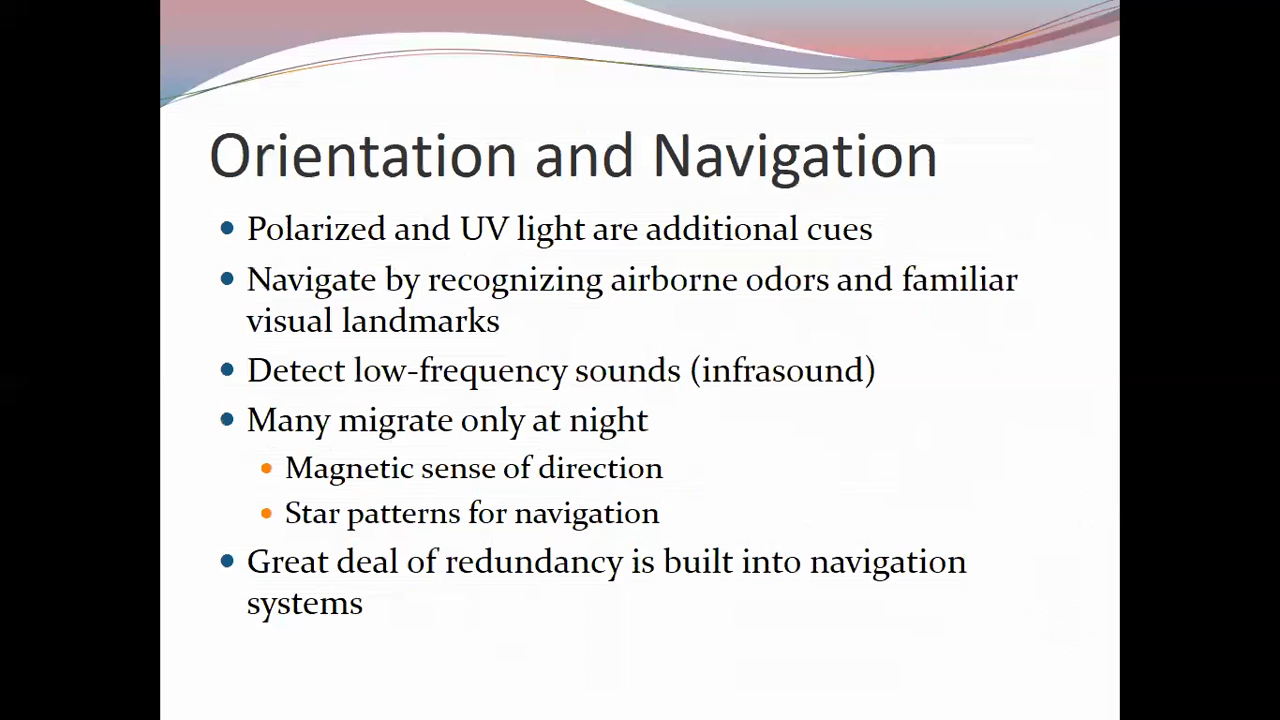 Orientation and Navigation
• Polarized and UV light are additional cues
• Navigate by recognizing airborne odors and familiar
visual landmarks
• Detect low-frequency sounds (infrasound)
• Many migrate only at night
• Magnetic sense of direction
• Star patterns for navigation
• Great deal of redundancy is built into navigation
systems